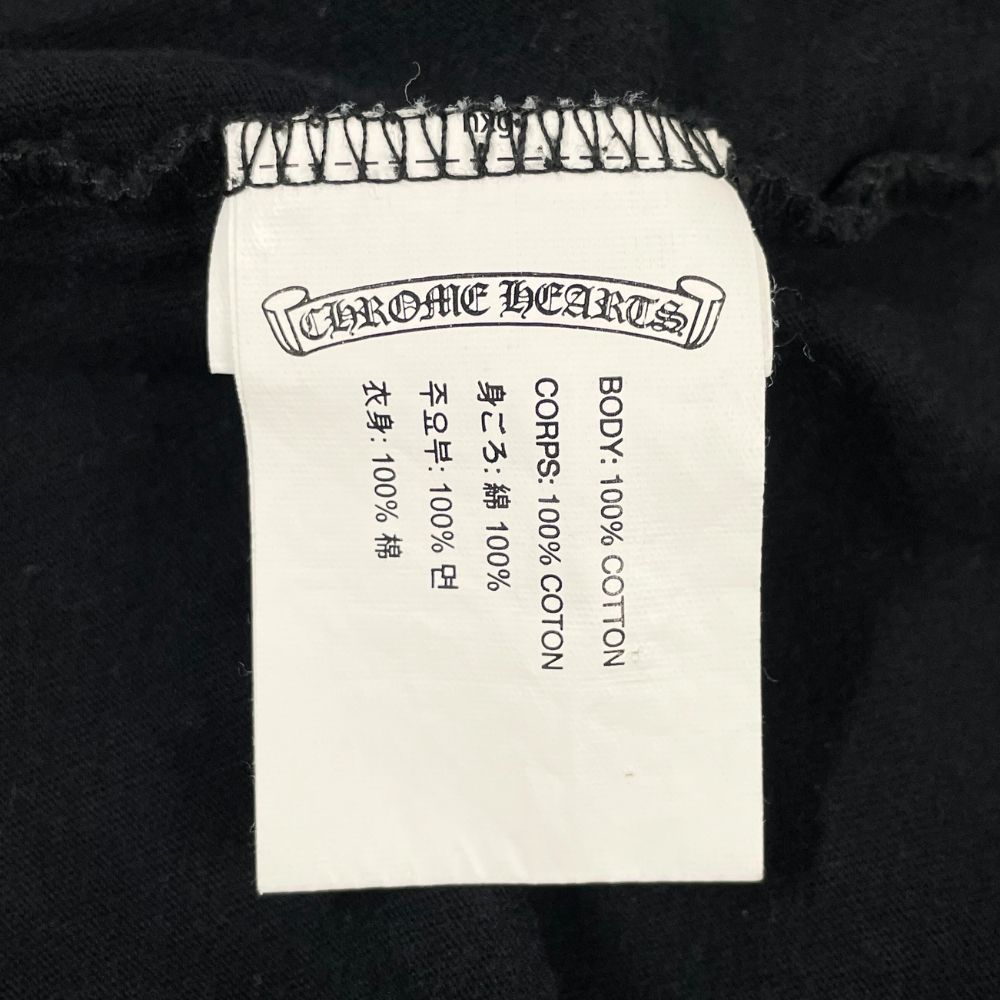 CHROME HEARTS
BODY: 100% COTTON
CORPS: 100% COTON
身ごろ: 綿 100%
주요부: 100% 면
衣身: 100% 棉